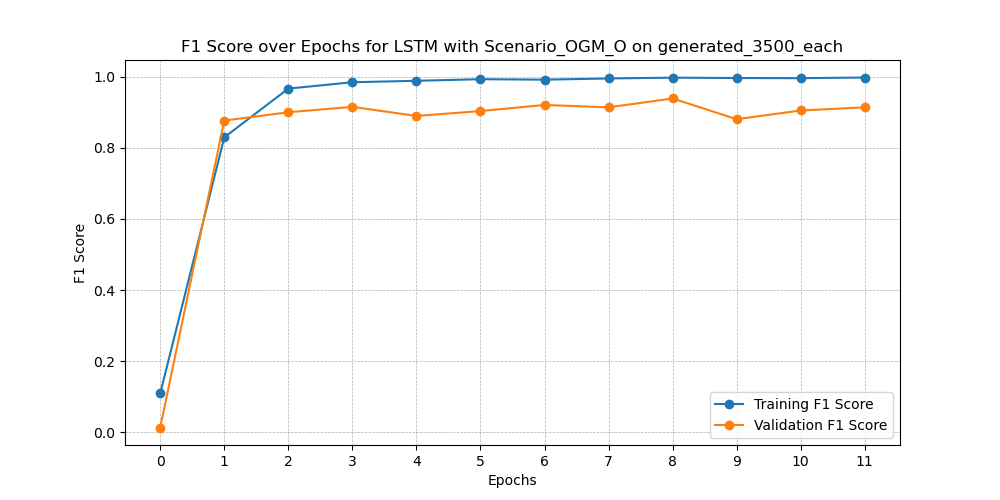 F1 Score over Epochs for LSTM with Scenario_OGM_O on generated_3500_each
1.0
0.8
0.6
0.4
0.2
0.0
F1 Score
0 1 2 3 4 5 6 7 8 9 10 11
Epochs
Training F1 Score
Validation F1 Score